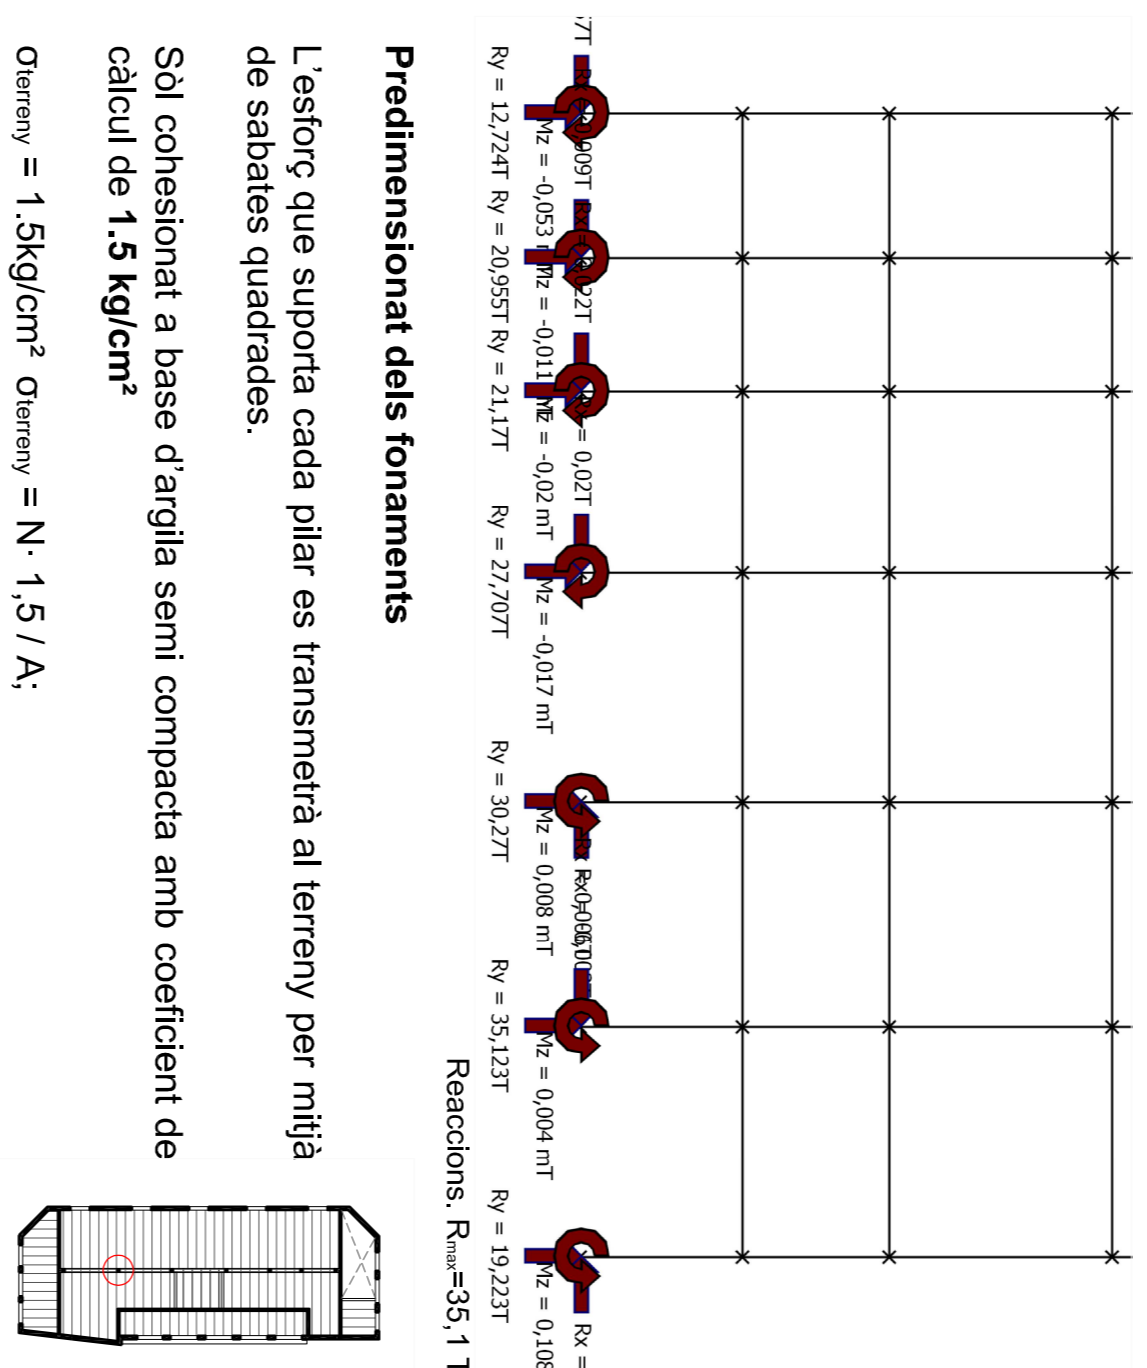 Ry = 12,724T Ry = 20,955T Ry = 21,17T Ry = 27,707T Ry = 30,27T Ry = 35,123T Ry = 19,223T
Mz = -0,053 Mz = -0,011 Mz = -0,02 mT Mz = -0,017 mT Mz = 0,008 mT Mz = 0,004 mT Mz = 0,108
= 0,02T Rx =
Reaccions. Rmax=35,1 T
Predimensionat dels fonaments
L'esforç que suporta cada pilar es transmetrà al terreny per mitjà
de sabates quadrades.
Sòl cohesionat a base d'argila semi compacta amb coeficient de
càlcul de 1.5 kg/cm²
σterreny = 1.5kg/cm² σterreny = N· 1,5 / A;